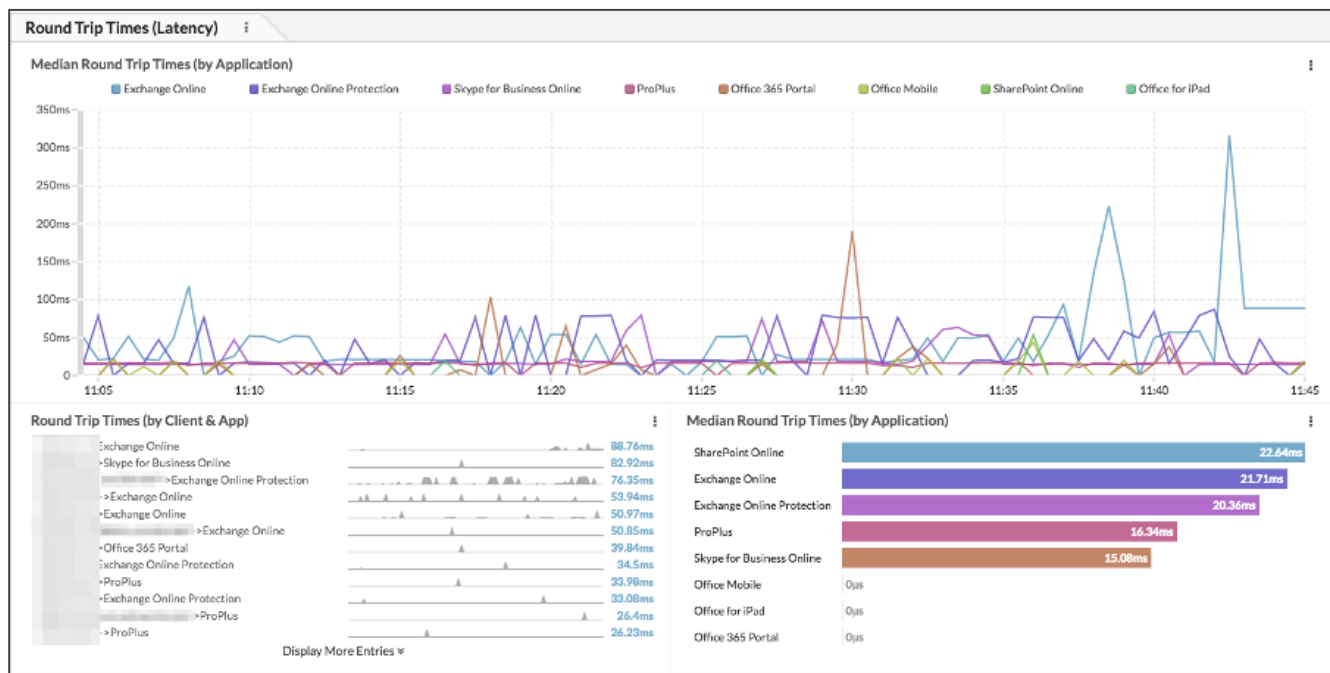 Round Trip Times (Latency)
Median Round Trip Times (by Application)
Exchange Online Exchange Online Protection Skype for Business Online ProPlus Office 365 Portal Office Mobile SharePoint Online Office for iPad
350ms
300ms
250ms
200ms
150ms
100ms
50ms
0
11:05 11:10 11:15 11:20 11:25 11:30 11:35 11:40 11:45
Round Trip Times (by Client & App)
Exchange Online 88.76ms
>Skype for Business Online 82.92ms
>Exchange Online Protection 76.35ms
->Exchange Online 53.94ms
->Exchange Online 50.97ms
->Exchange Online 50.85ms
>Office 365 Portal 39.84ms
Exchange Online Protection 34.5ms
>ProPlus 33.98ms
>Exchange Online Protection 33.08ms
>ProPlus 26.4ms
->ProPlus 26.23ms
Display More Entries
Median Round Trip Times (by Application)
SharePoint Online 22.64ms
Exchange Online 21.71ms
Exchange Online Protection 20.36ms
ProPlus 16.34ms
Skype for Business Online 15.08ms
Office Mobile 0µs
Office for iPad 0µs
Office 365 Portal 0µs